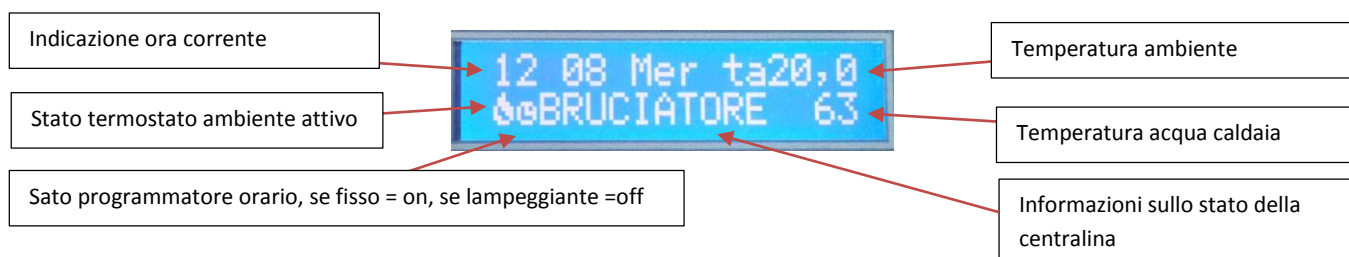 Indicazione ora corrente
Stato termostato ambiente attivo
Sato programmatore orario, se fisso = on, se lampeggiante =off
12 08 Mer ta20,0
BRUCIATORE 63
Temperatura ambiente
Temperatura acqua caldaia
Informazioni sullo stato della
centralina